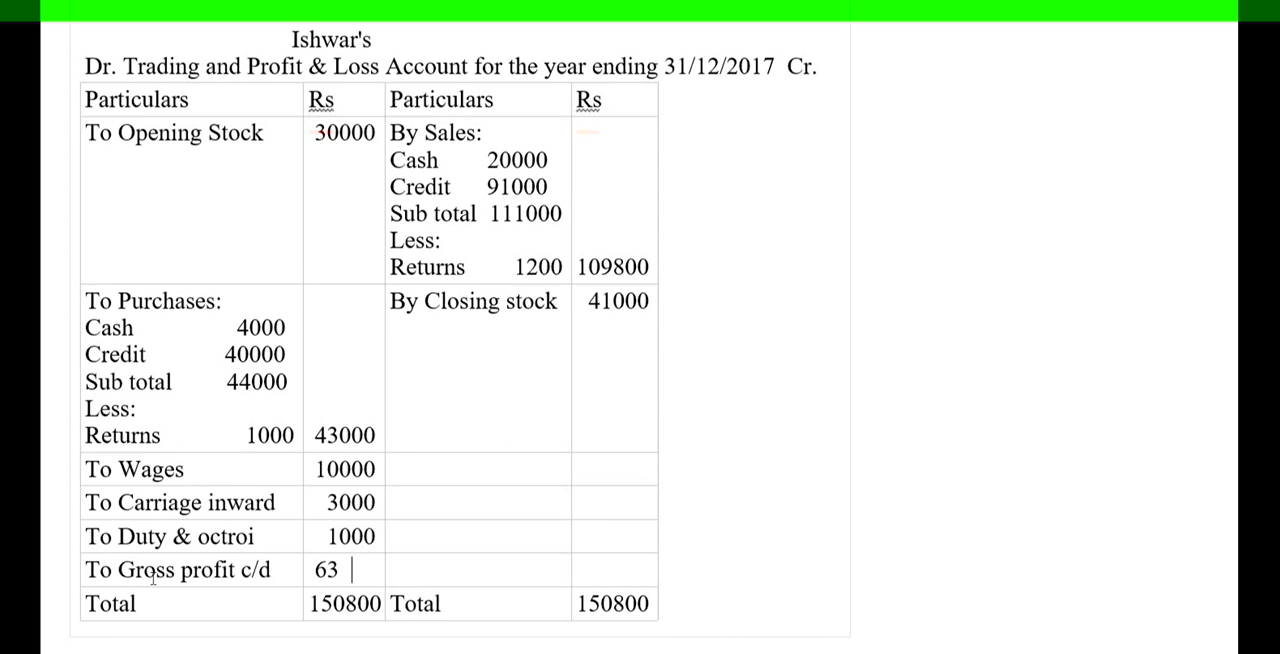 Ishwar's
Dr. Trading and Profit & Loss Account for the year ending 31/12/2017 Cr.
Particulars Rs Particulars Rs
To Opening Stock 30000 By Sales:
Cash 20000
Credit 91000
Sub total 111000
Less:
Returns 1200 109800
To Purchases: By Closing stock 41000
Cash 4000
Credit 40000
Sub total 44000
Less:
Returns 1000 43000
To Wages 10000
To Carriage inward 3000
To Duty & octroi 1000
To Gross profit c/d 63
Total 150800 Total 150800